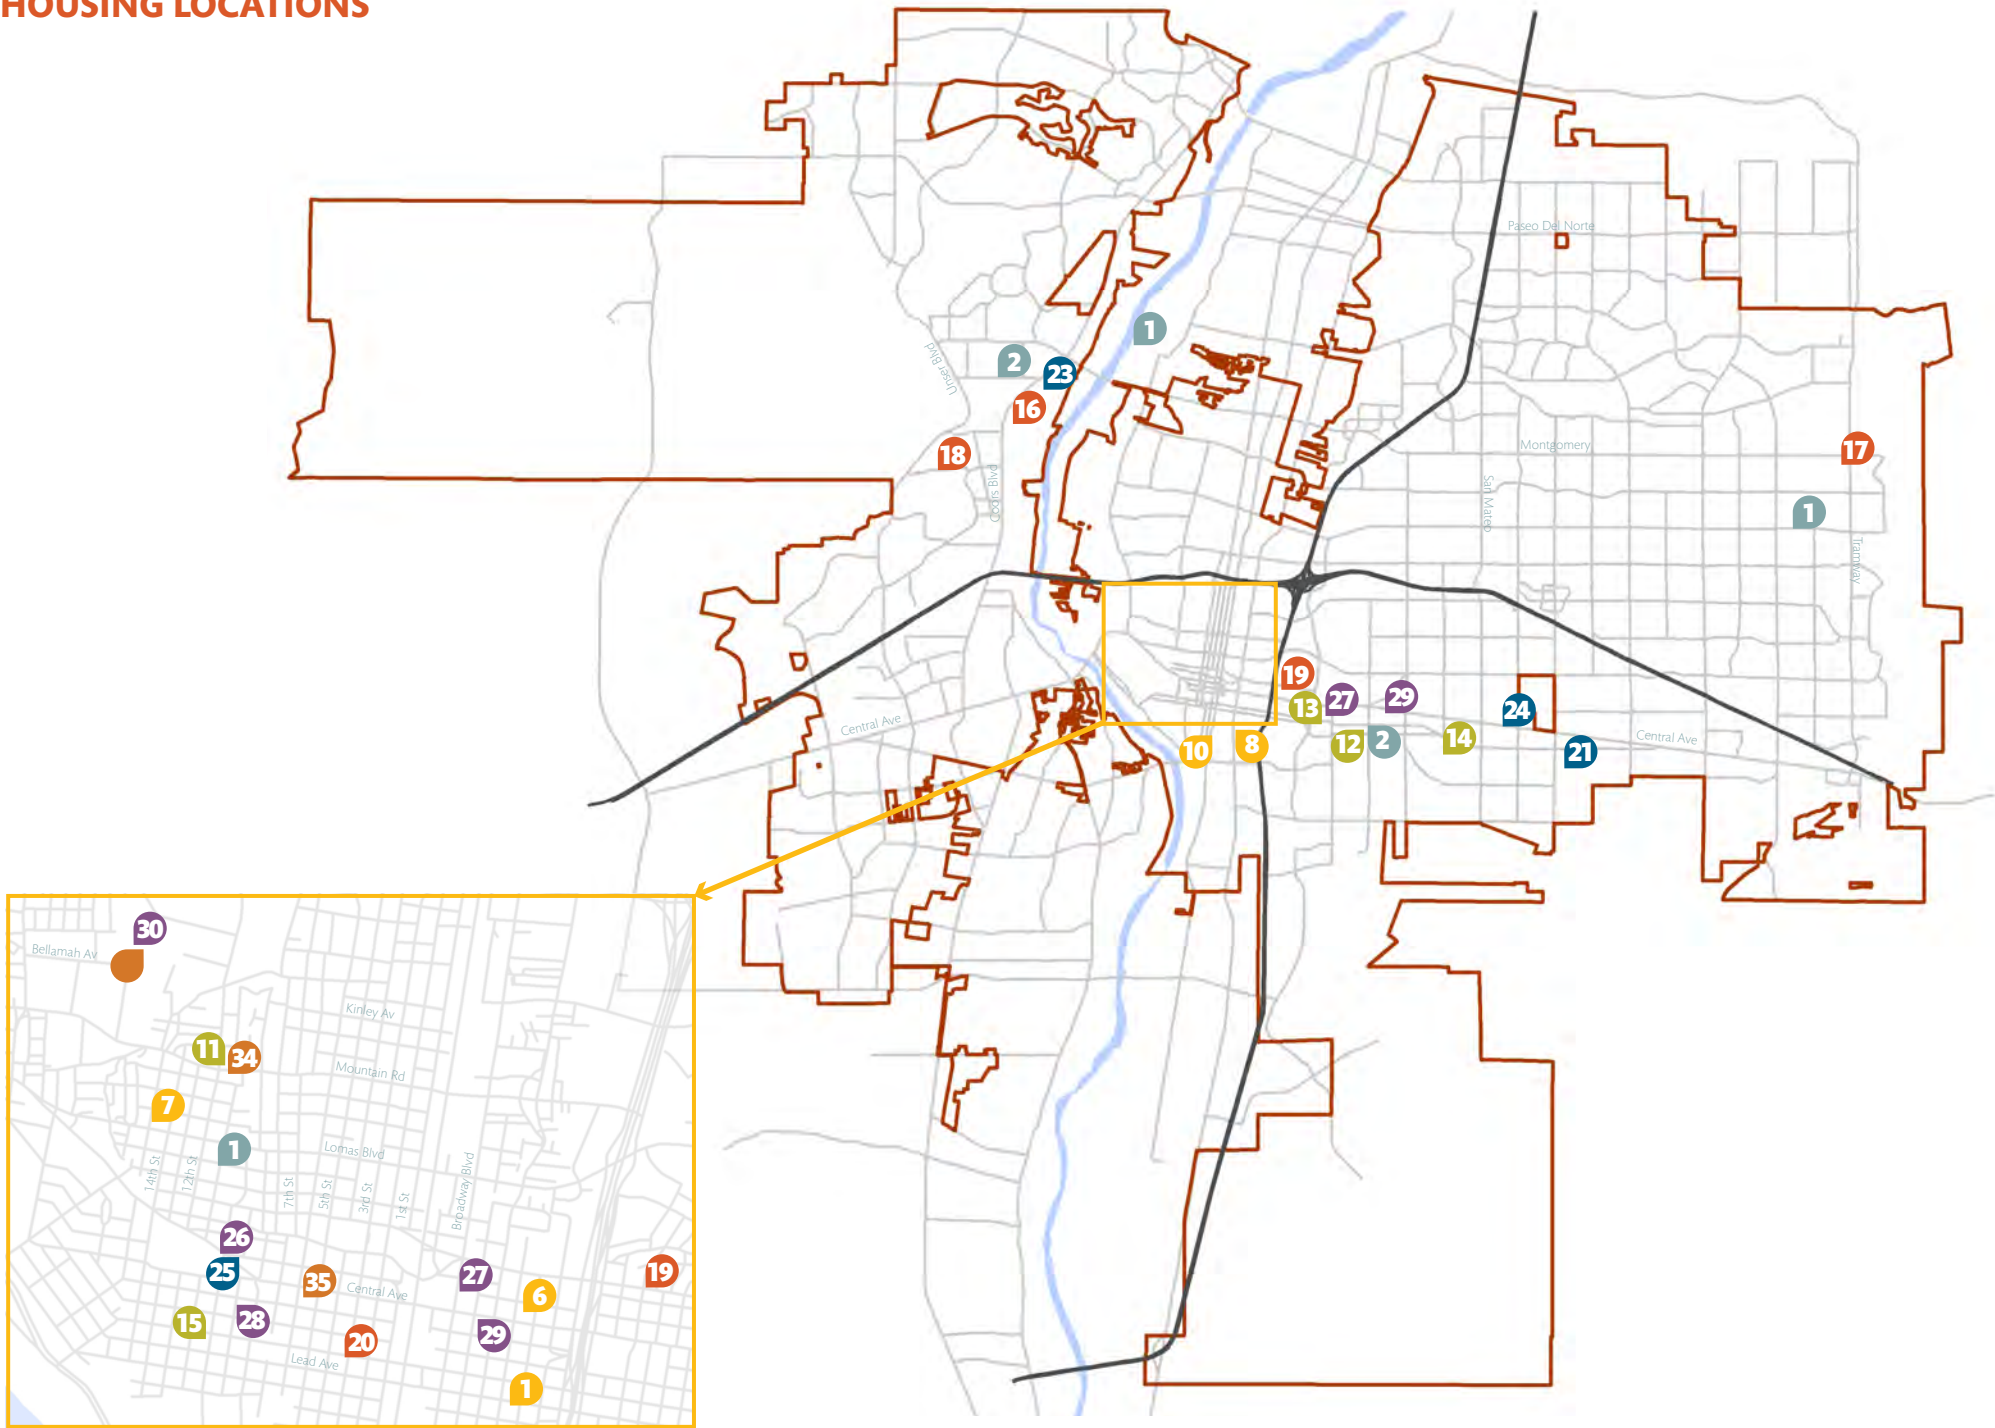 HOUSING LOCATIONS
Paseo Del Norte
1
2
23
Unser Blvd
16
18
Montgomery
17
Coors Blvd
San Mateo
1
Tramway
19
13
27
29
24
Central Ave
10
8
12
2
14
21
Central Ave
30
Bellamah Av
Kinley Av
11
34
Mountain Rd
7
1
Lomas Blvd
14th St
12th St
7th St
5th St
3rd St
1st St
Broadway Blvd
26
25
35
Central Ave
27
6
19
15
28
20
29
Lead Ave
1